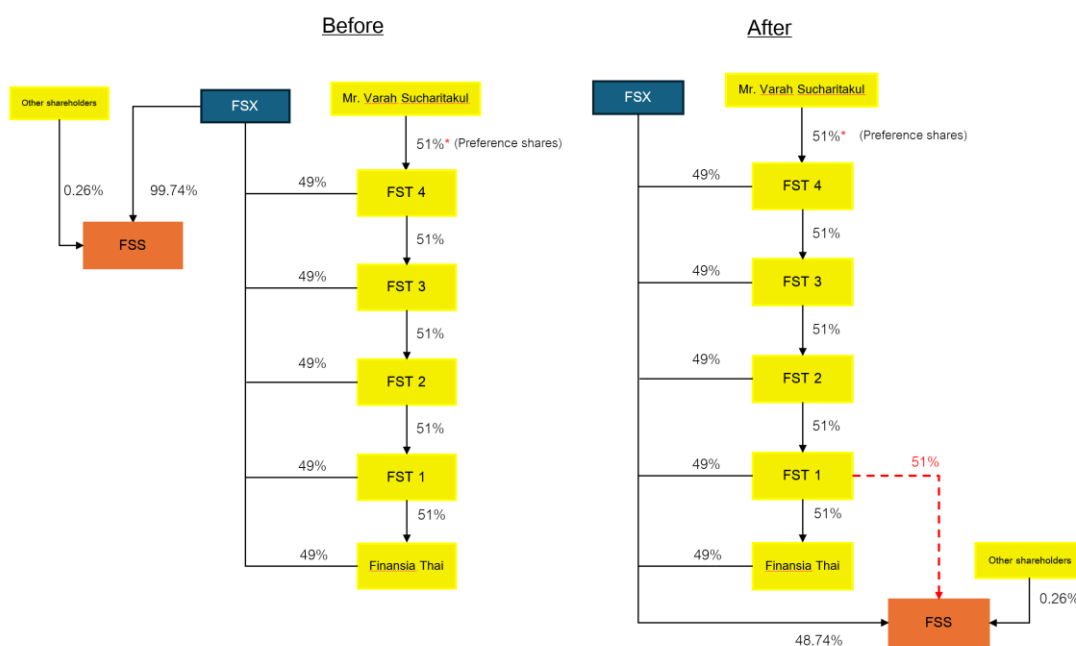 Before
Other shareholders
FSX
Mr. Varah Sucharitakul
51%* (Preference shares)
0.26%
99.74%
49%
FST 4
FSS
51%
49%
FST 3
51%
49%
FST 2
51%
49%
FST 1
51%
49%
Finansia Thai
After
FSX
Mr. Varah Sucharitakul
51%* (Preference shares)
49%
FST 4
51%
49%
FST 3
51%
49%
FST 2
51%
49%
FST 1
51%
51%
49%
Finansia Thai
Other shareholders
0.26%
FSS
48.74%